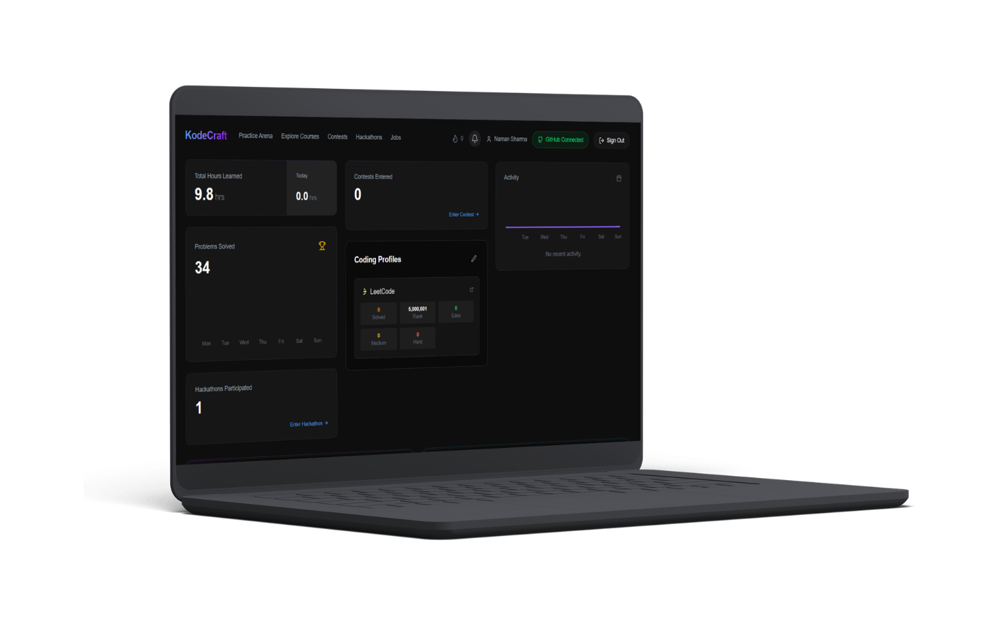 KodeCraft Practice Arena Explore Courses Contests Hackathons Jobs 0 Naman Sharma GitHub Connected Sign Out
Total Hours Learned
9.8 hrs
Today
0.0 hrs
Problems Solved
34
Mon Tue Wed Thu Fri Sat Sun
Hackathons Participated
1
Enter Hackathon →
Contests Entered
0
Enter Contest →
Coding Profiles
LeetCode
0
Solved
5,000,001
Rank
0
Easy
0
Medium
0
Hard
Activity
Tue Wed Thu Fri Sat Sun
No recent activity.